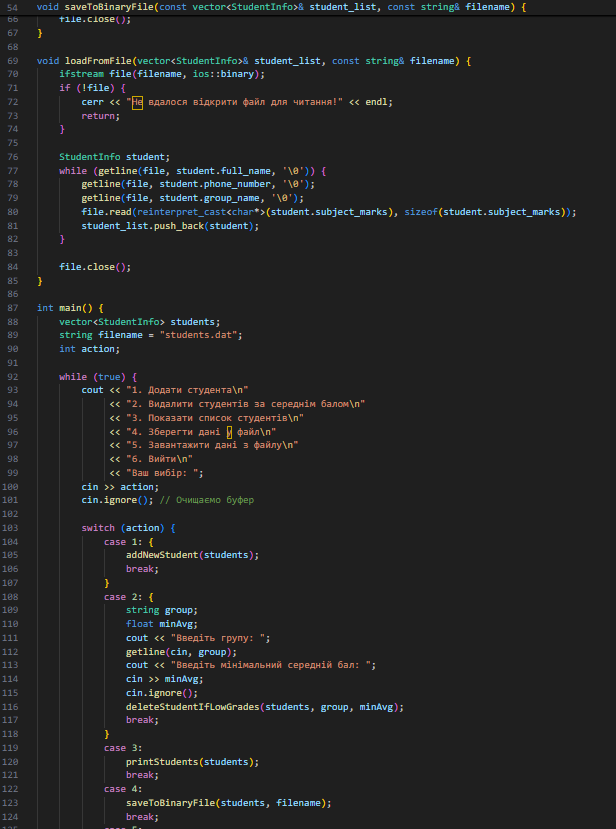 54 void saveToBinaryFile(const vector<StudentInfo>& student_list, const string& filename) {
66     file.close();
67 }
68
69 void loadFromFile(vector<StudentInfo>& student_list, const string& filename) {
70     ifstream file(filename, ios::binary);
71     if (!file) {
72         cerr << "Не вдалося відкрити файл для читання!" << endl;
73         return;
74     }
75
76     StudentInfo student;
77     while (getline(file, student.full_name, '\0')) {
78         getline(file, student.phone_number, '\0');
79         getline(file, student.group_name, '\0');
80         file.read(reinterpret_cast<char*>(student.subject_marks), sizeof(student.subject_marks));
81         student_list.push_back(student);
82     }
83
84     file.close();
85 }
86
87 int main() {
88     vector<StudentInfo> students;
89     string filename = "students.dat";
90     int action;
91
92     while (true) {
93         cout << "1. Додати студента\n"
94             << "2. Видалити студентів за середнім балом\n"
95             << "3. Показати список студентів\n"
96             << "4. Зберегти дані у файл\n"
97             << "5. Завантажити дані з файлу\n"
98             << "6. Вийти\n"
99             << "Ваш вибір: ";
100         cin >> action;
101         cin.ignore(); // Очищаємо буфер
102
103         switch (action) {
104             case 1: {
105                 addNewStudent(students);
106                 break;
107             }
108             case 2: {
109                 string group;
110                 float minAvg;
111                 cout << "Введіть групу: ";
112                 getline(cin, group);
113                 cout << "Введіть мінімальний середній бал: ";
114                 cin >> minAvg;
115                 cin.ignore();
116                 deleteStudentIfLowGrades(students, group, minAvg);
117                 break;
118             }
119             case 3:
120                 printStudents(students);
121                 break;
122             case 4:
123                 saveToBinaryFile(students, filename);
124                 break;